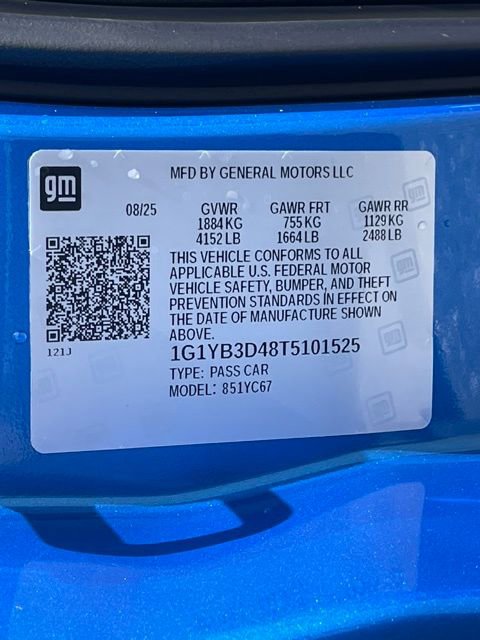 gm
MFD BY GENERAL MOTORS LLC
08/25 GVWR GAWR FRT GAWR RR
1884 KG 755 KG 1129 KG
4152 LB 1664 LB 2488 LB
THIS VEHICLE CONFORMS TO ALL
APPLICABLE U.S. FEDERAL MOTOR
VEHICLE SAFETY, BUMPER, AND THEFT
PREVENTION STANDARDS IN EFFECT ON
THE DATE OF MANUFACTURE SHOWN
ABOVE.
121J
1G1YB3D48T5101525
TYPE: PASS CAR
MODEL: 851YC67